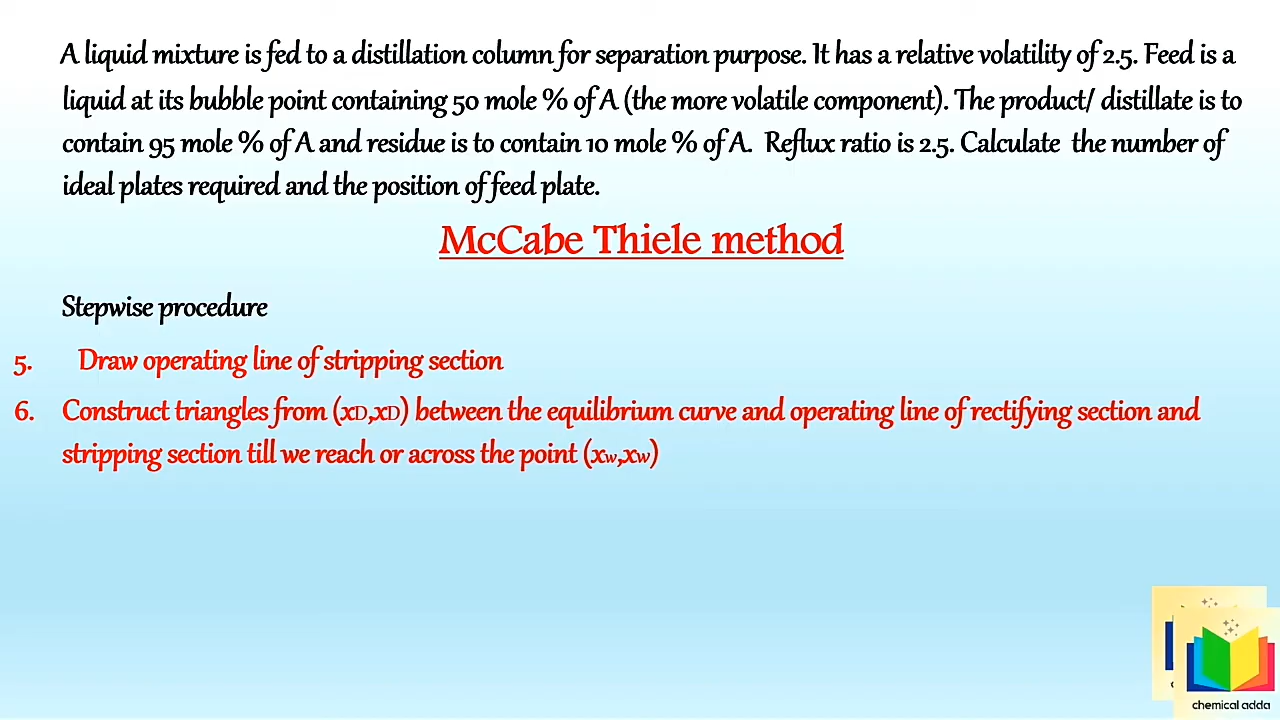 A liquid mixture is fed to a distillation column for separation purpose. It has a relative volatility of 2.5. Feed is a
liquid at its bubble point containing 50 mole % of A (the more volatile component). The product/ distillate is to
contain 95 mole % of A and residue is to contain 10 mole % of A. Reflux ratio is 2.5. Calculate the number of
ideal plates required and the position of feed plate.
McCabe Thiele method
Stepwise procedure
5. Draw operating line of stripping section
6. Construct triangles from (xD,xD) between the equilibrium curve and operating line of rectifying section and
stripping section till we reach or across the point (xw,xw)
chemical adda